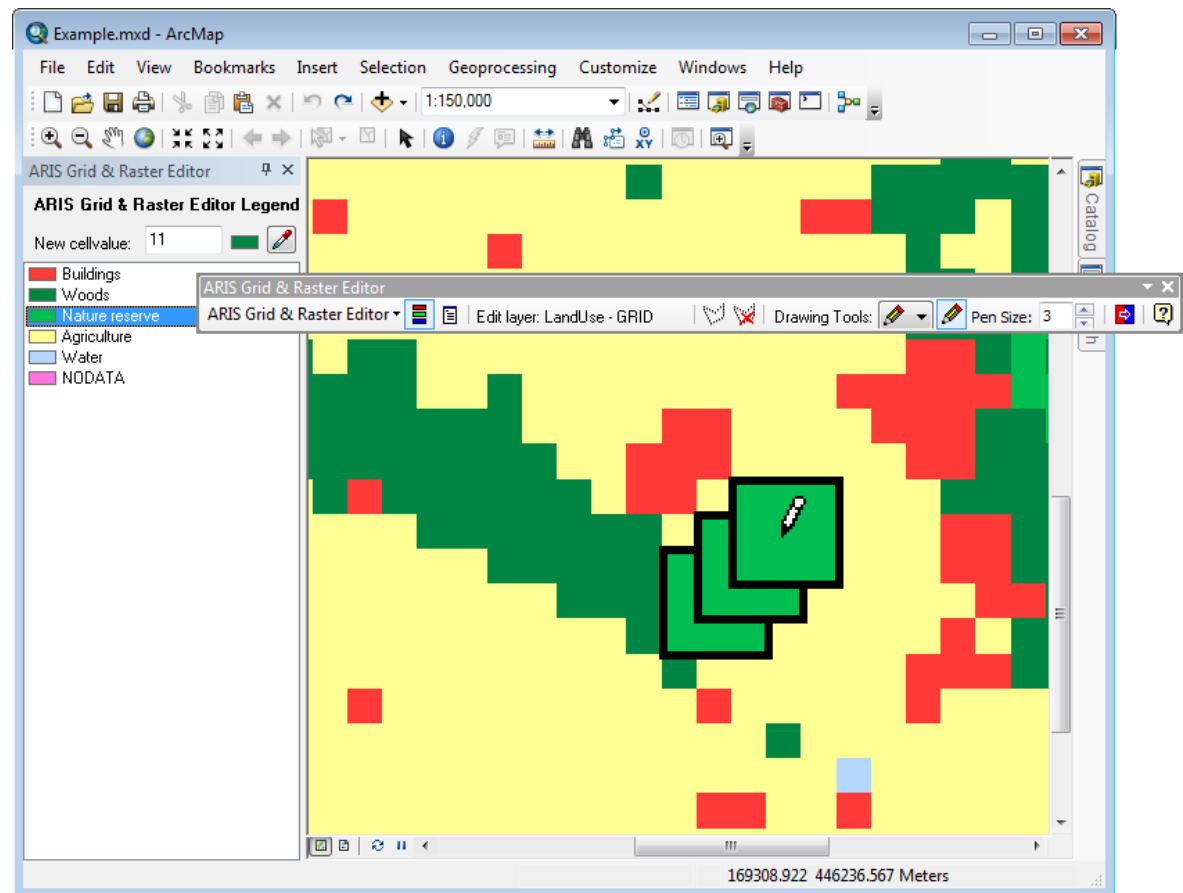 Example.mxd - ArcMap
File Edit View Bookmarks Insert Selection Geoprocessing Customize Windows Help
1:150,000
XY
ARIS Grid & Raster Editor
ARIS Grid & Raster Editor Legend
New cellvalue: 11
Buildings
Woods
Nature reserve
Agriculture
Water
NODATA
ARIS Grid & Raster Editor
ARIS Grid & Raster Editor Edit layer: LandUse - GRID Drawing Tools: Pen Size: 3
Catalog
h
169308.922 446236.567 Meters